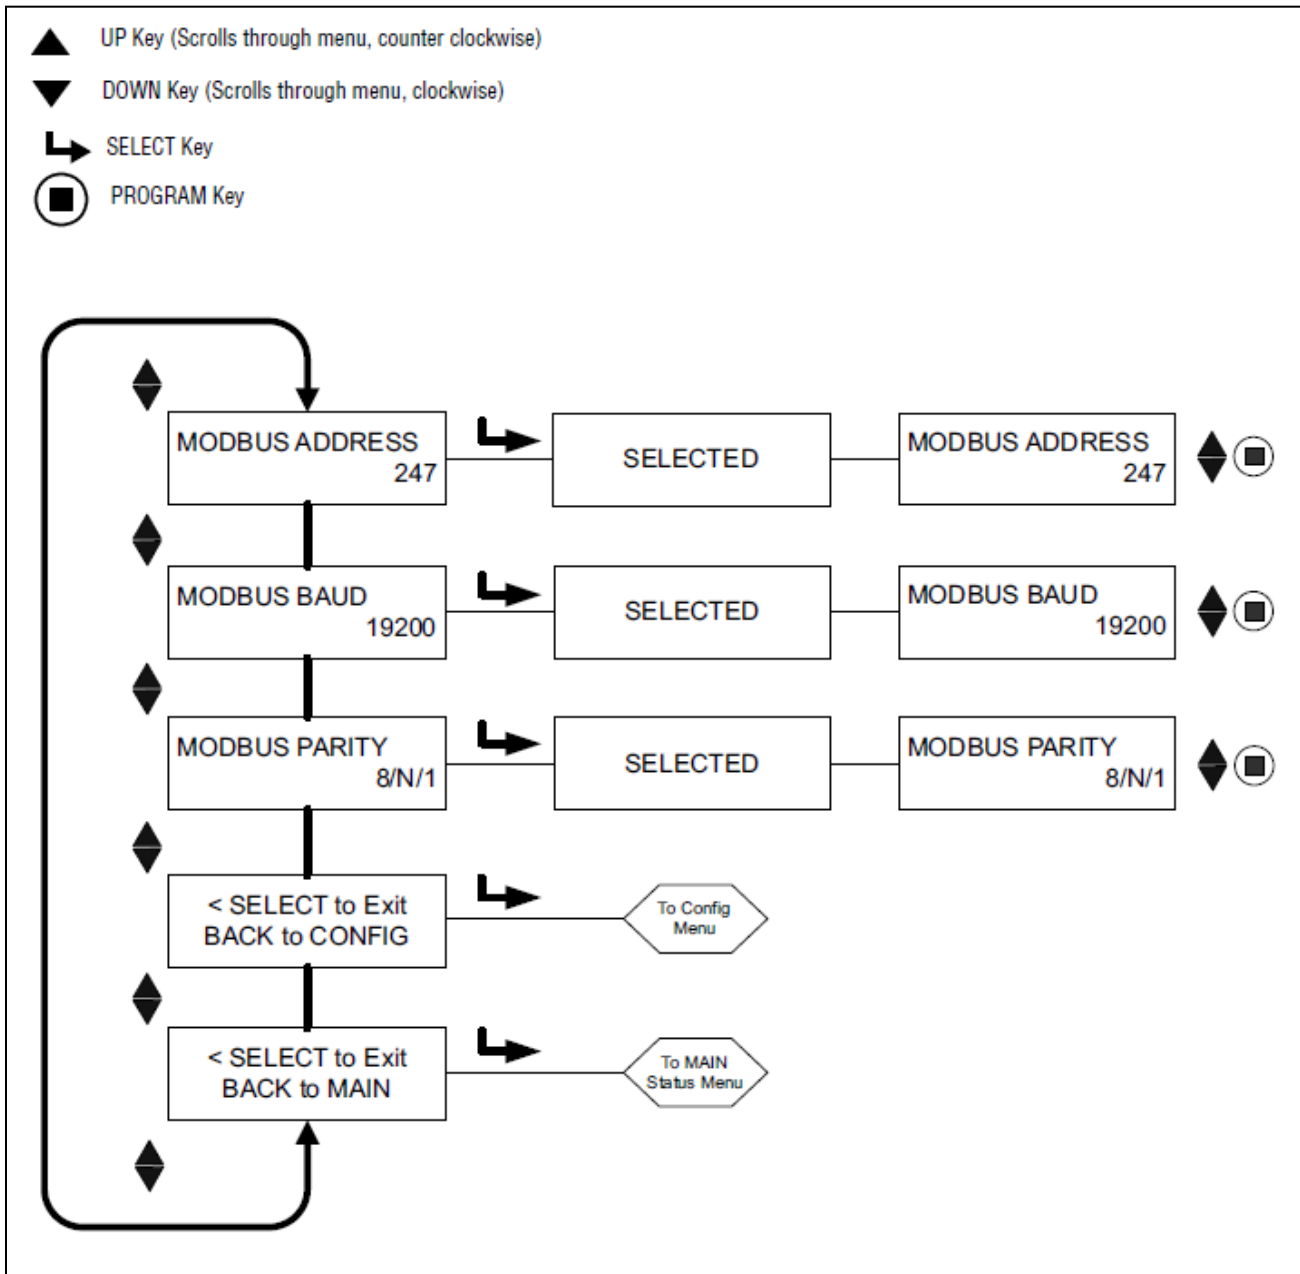 UP Key (Scrolls through menu, counter clockwise)
DOWN Key (Scrolls through menu, clockwise)
SELECT Key
PROGRAM Key
MODBUS ADDRESS
247
SELECTED
MODBUS ADDRESS
247
MODBUS BAUD
19200
SELECTED
MODBUS BAUD
19200
MODBUS PARITY
8/N/1
SELECTED
MODBUS PARITY
8/N/1
< SELECT to Exit
BACK to CONFIG
To Config
Menu
< SELECT to Exit
BACK to MAIN
To MAIN
Status Menu